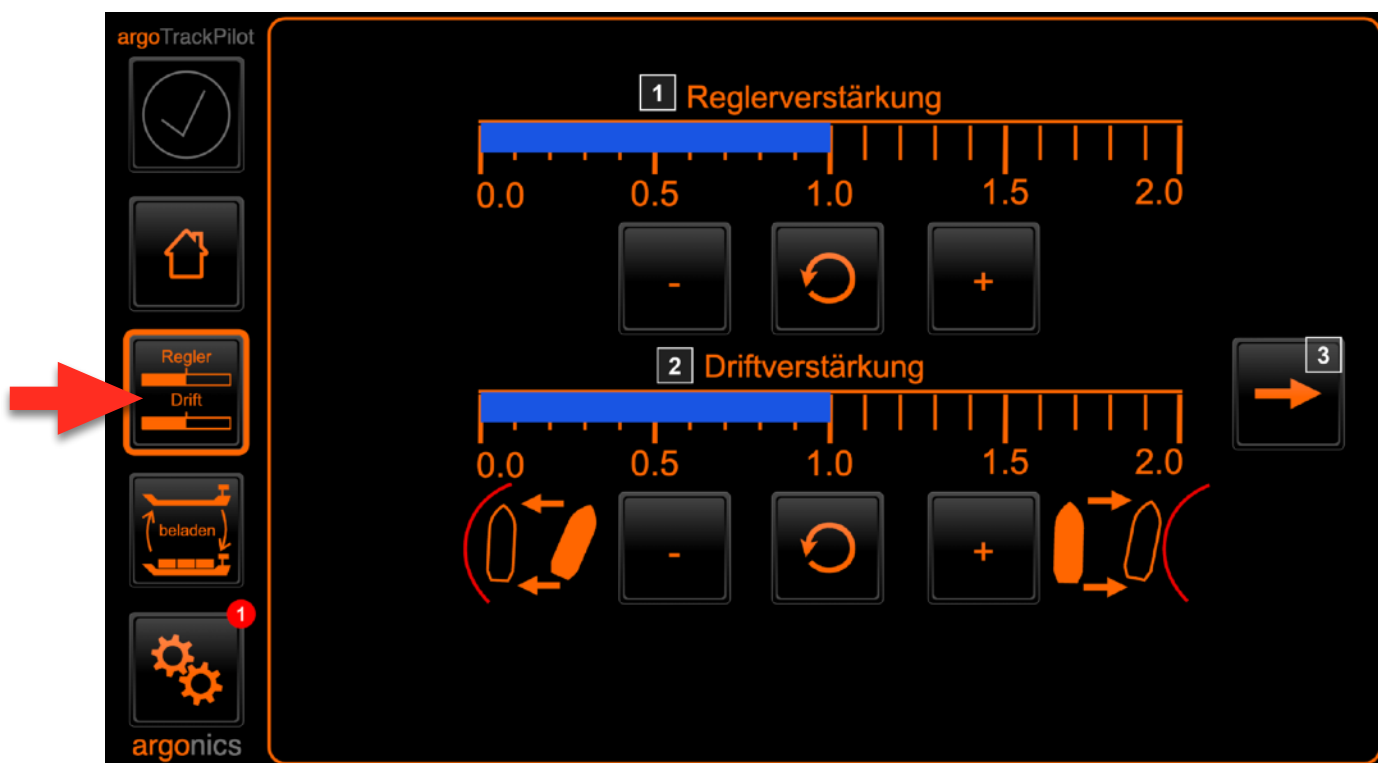 argoTrackPilot
1 Reglerverstärkung
0.0 0.5 1.0 1.5 2.0
- +
Regler
Drift
2 Driftverstärkung
3
0.0 0.5 1.0 1.5 2.0
- +
beladen
1
argonics